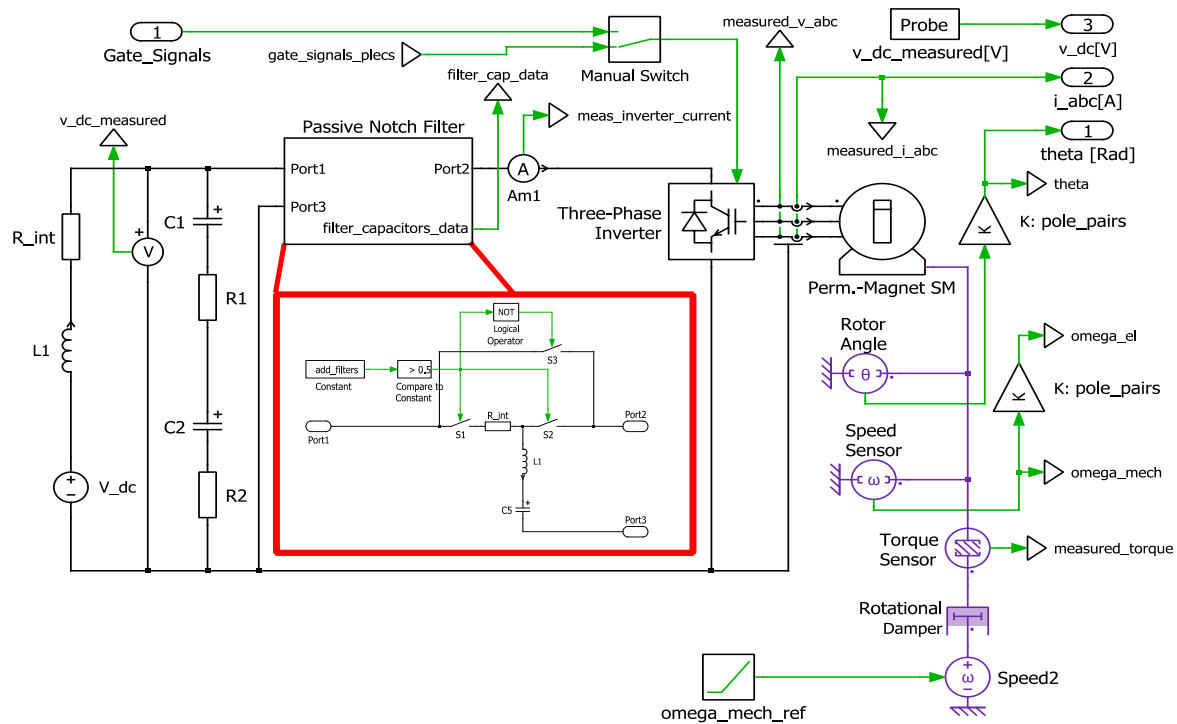 1
Gate_Signals
gate_signals_plecs
Manual Switch
measured_v_abc
Probe
v_dc_measured[V]
3
v_dc[V]
2
i_abc[A]
1
theta [Rad]
filter_cap_data
v_dc_measured
Passive Notch Filter
meas_inverter_current
measured_i_abc
theta
Port1
Port2
Port3
filter_capacitors_data
A
Am1
Three-Phase
Inverter
K
K: pole_pairs
Perm.-Magnet SM
R_int
+
V
+
C1
R1
L1
+
C2
R2
+
−
V_dc
NOT
Logical
Operator
S3
add_filters
Constant
> 0.5
Compare to
Constant
Port1
S1
R_int
S2
Port2
L1
+
C5
Port3
Rotor
Angle
θ
omega_el
K
K: pole_pairs
Speed
Sensor
ω
omega_mech
Torque
Sensor
measured_torque
Rotational
Damper
omega_mech_ref
+
ω
−
Speed2